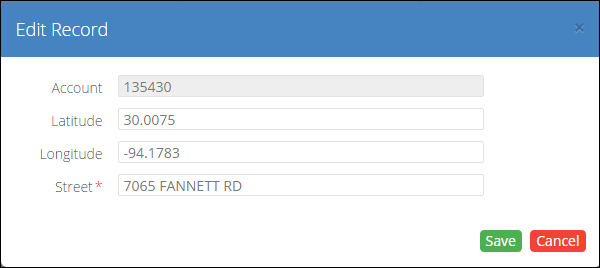 Edit Record ×
Account 135430
Latitude 30.0075
Longitude -94.1783
Street * 7065 FANNETT RD
Save Cancel